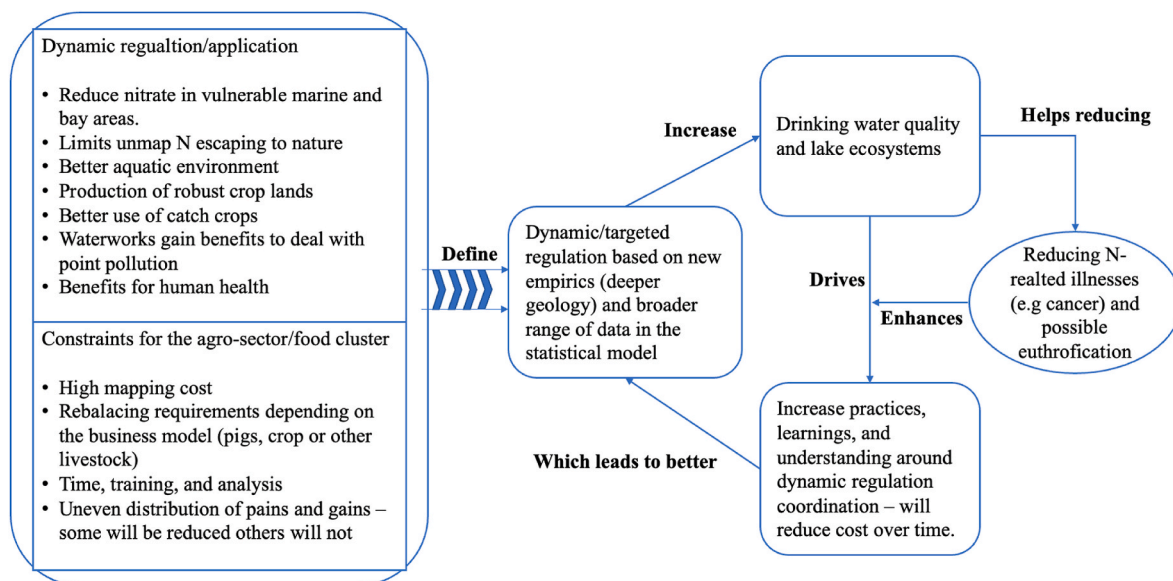 Dynamic regualtion/application
• Reduce nitrate in vulnerable marine and
bay areas.
• Limits unmap N escaping to nature
• Better aquatic environment
• Production of robust crop lands
• Better use of catch crops
• Waterworks gain benefits to deal with
point pollution
• Benefits for human health
Constraints for the agro-sector/food cluster
• High mapping cost
• Rebalacing requirements depending on
the business model (pigs, crop or other
livestock)
• Time, training, and analysis
• Uneven distribution of pains and gains –
some will be reduced others will not
Define
Dynamic/targeted
regulation based on new
empirics (deeper
geology) and broader
range of data in the
statistical model
Increase
Drinking water quality
and lake ecosystems
Helps reducing
Reducing N-
realted illnesses
(e.g cancer) and
possible
euthrofication
Drives
Enhances
Increase practices,
learnings, and
understanding around
dynamic regulation
coordination – will
reduce cost over time.
Which leads to better